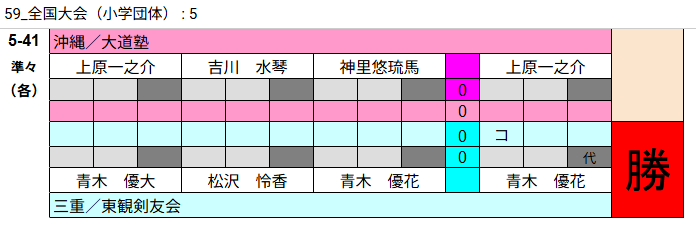 59_全国大会（小学団体）：5
5-41 沖縄／大道塾
準々 上原一之介 吉川　水琴 神里悠琉馬 上原一之介
（各） 0
0
0 コ
0 代
勝
青木　優大 松沢　怜香 青木　優花 青木　優花
三重／東観剣友会